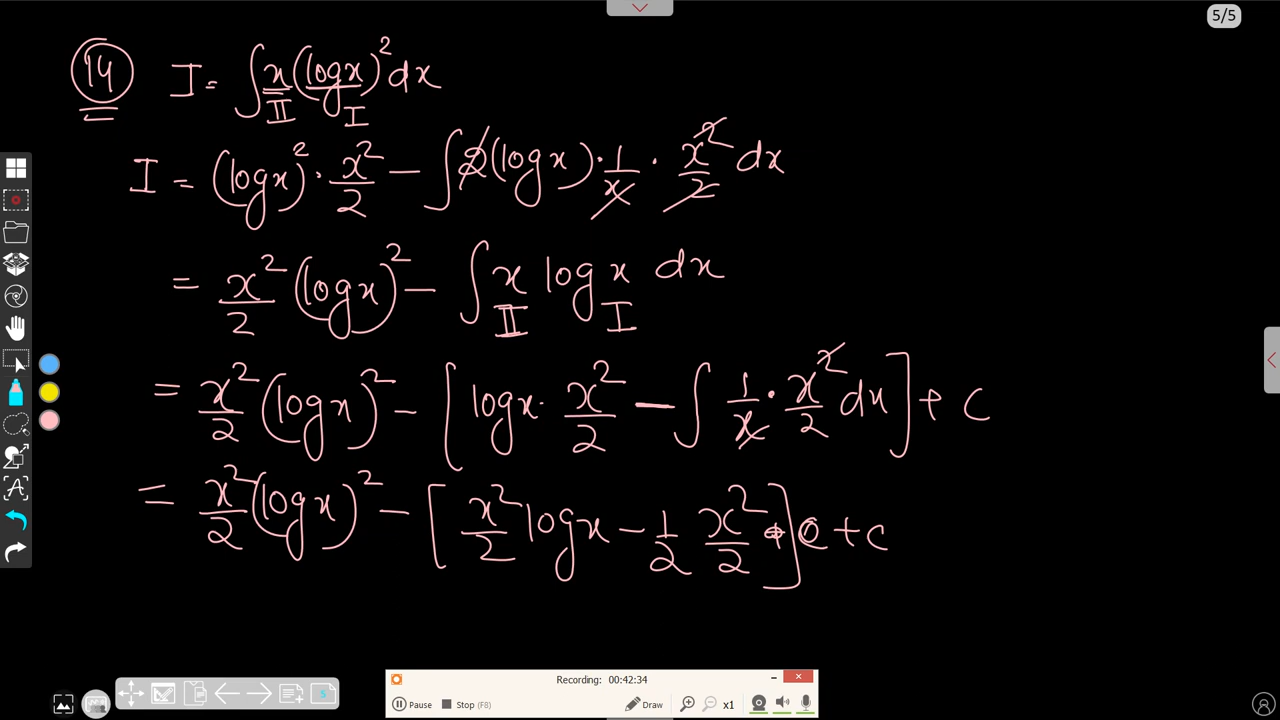 5/5
14 I = ∫ x (log x)² dx
II I
I = (log x)² · x²/2 − ∫ 2(log x) · 1/x · x²/2 dx
= x²/2 (log x)² − ∫ x log x dx
II I
= x²/2 (log x)² − [log x · x²/2 − ∫ 1/x · x²/2 dx] + c
= x²/2 (log x)² − [x²/2 log x − 1/2 x²/2 +] c + c
5
Recording: 00:42:34
Pause Stop (F8) Draw x1